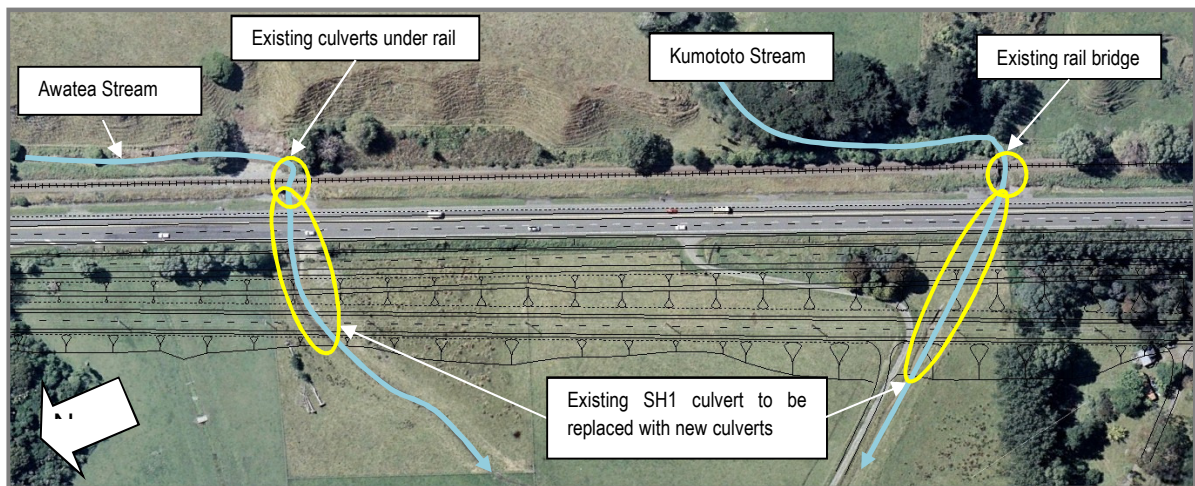 Existing culverts under rail
Kumototo Stream
Existing rail bridge
Awatea Stream
Existing SH1 culvert to be
replaced with new culverts
N